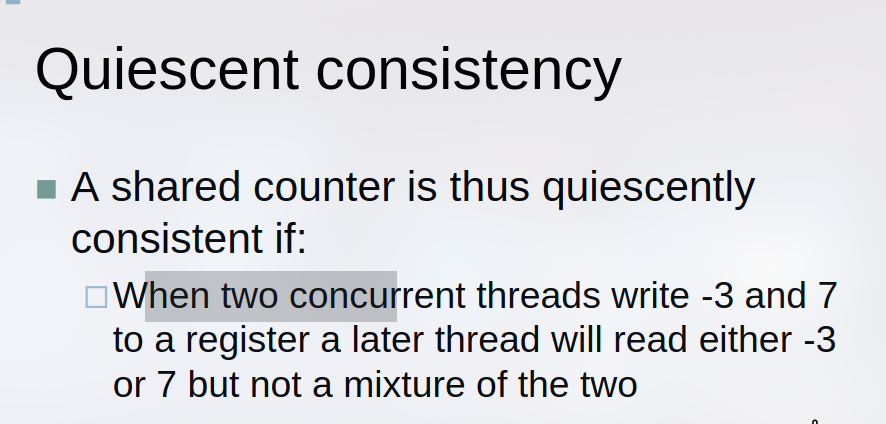 Quiescent consistency
A shared counter is thus quiescently
consistent if:
When two concurrent threads write -3 and 7
to a register a later thread will read either -3
or 7 but not a mixture of the two